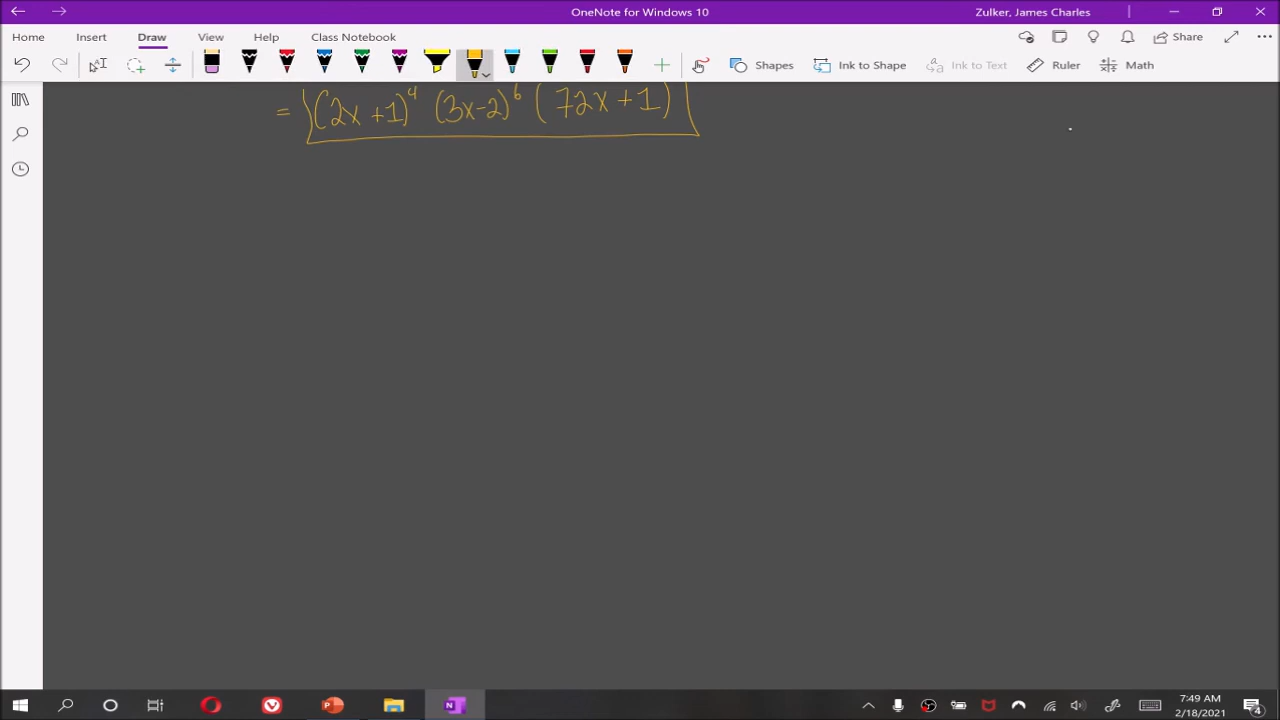 OneNote for Windows 10
Zulker, James Charles
Home Insert Draw View Help Class Notebook
Share
Shapes Ink to Shape Ink to Text Ruler Math
= (2x+1)⁴ (3x-2)⁶ (72x+1)
7:49 AM
2/18/2021
4